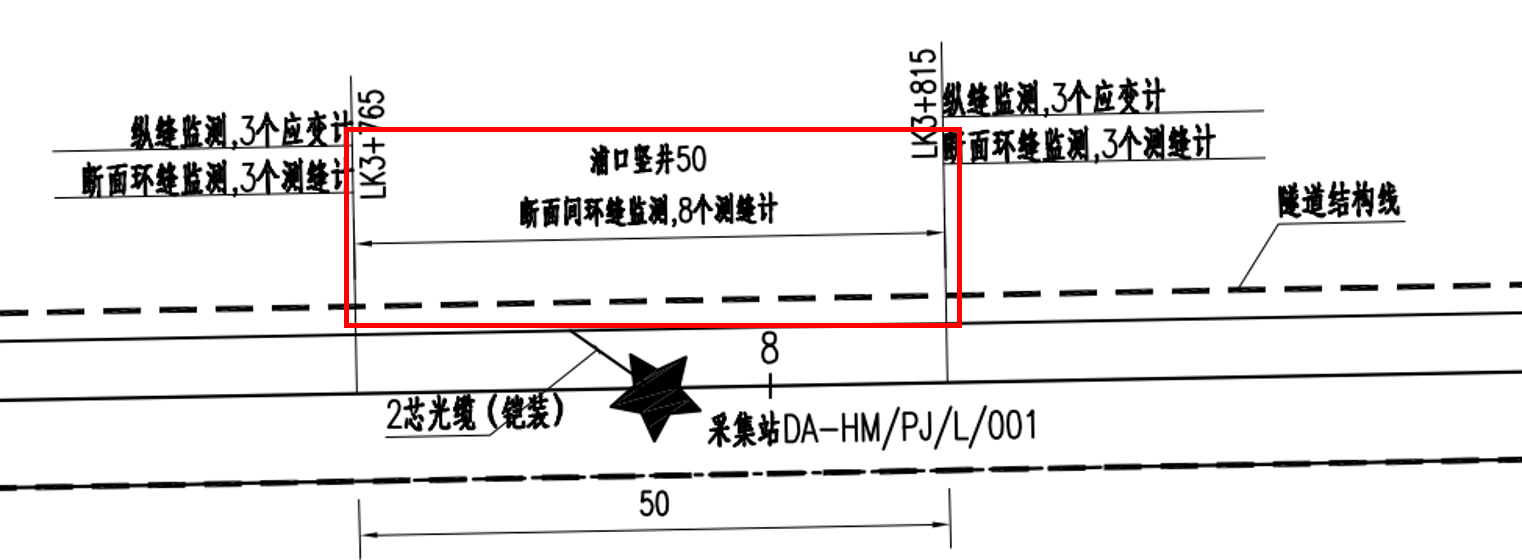 LK3+765
LK3+815
纵缝监测,3个应变计
断面环缝监测,3个测缝计
浦口竖井50
断面间环缝监测,8个测缝计
纵缝监测,3个应变计
断面环缝监测,3个测缝计
隧道结构线
8
2芯光缆(铠装)
采集站DA-HM/PJ/L/001
50